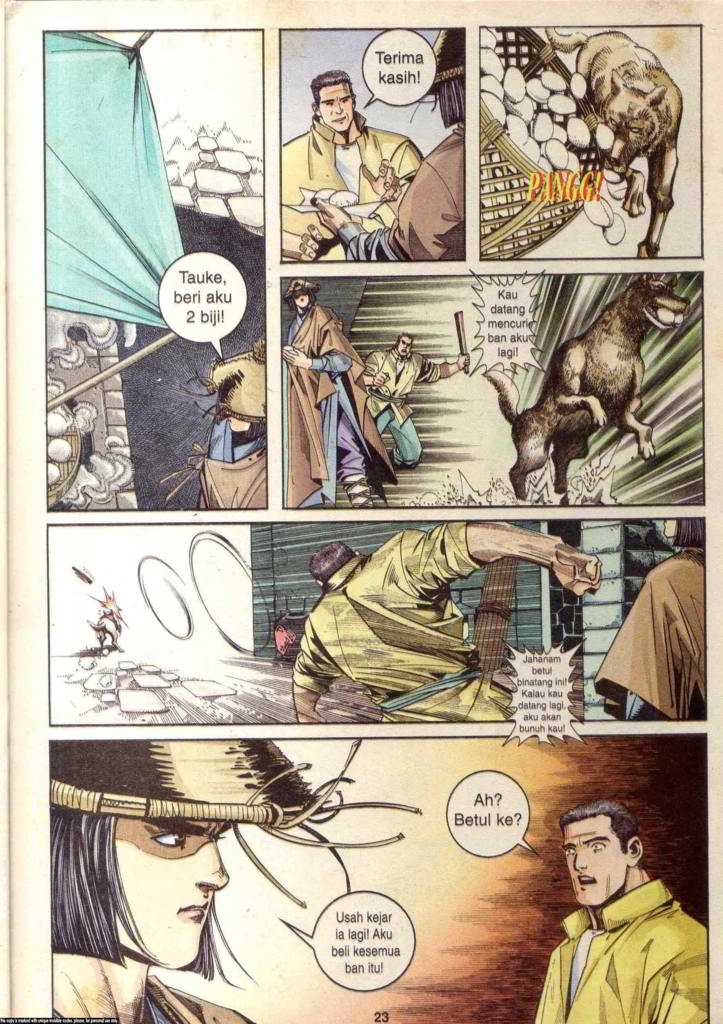 Tauke,
beri aku
2 biji!
Terima
kasih!
PANGG!
Kau
datang
mencuri
ban aku
lagi!
Jahanam
betul
binatang ini!
Kalau kau
datang lagi,
aku akan
bunuh kau!
Usah kejar
ia lagi! Aku
beli kesemua
ban itu!
Ah?
Betul ke?
23
this copy is marked with unique invisible codes. please, for personal use only